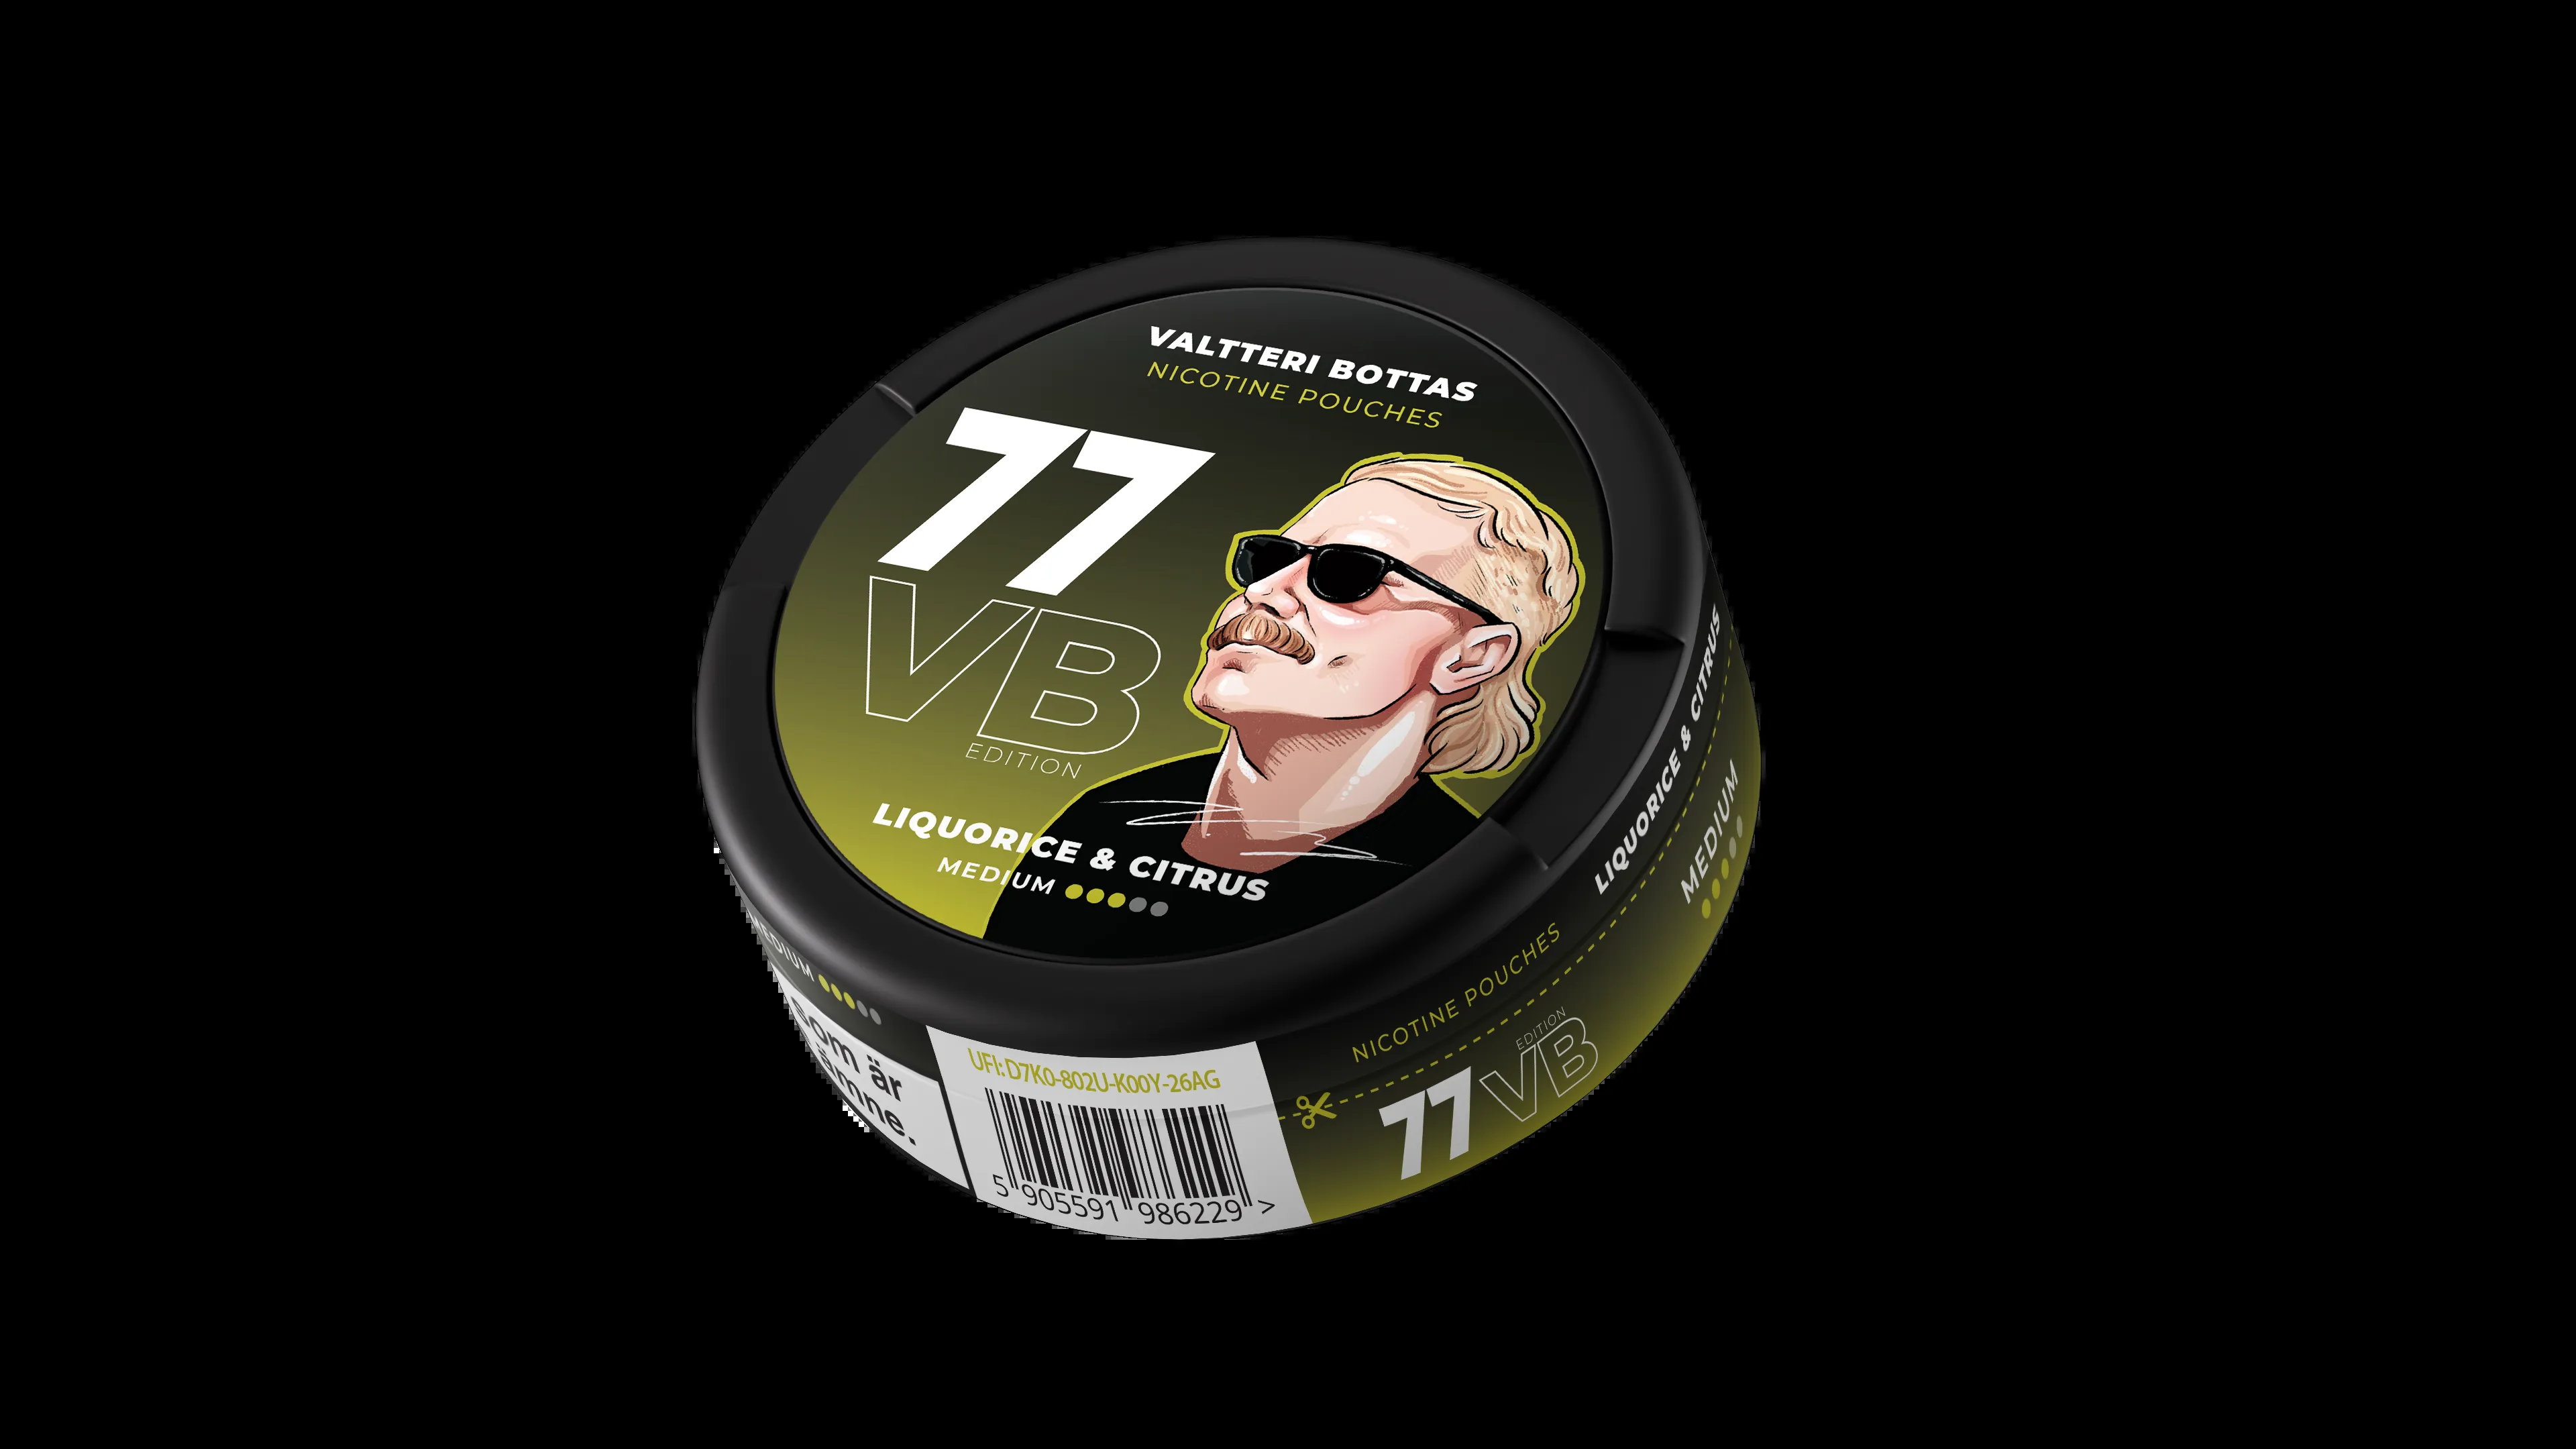 VALTTERI BOTTAS
NICOTINE POUCHES
77
VB
EDITION
LIQUORICE & CITRUS
MEDIUM
MEDIUM
som är
ämne.
UFI: D7K0-802U-K00Y-26AG
5 905591 986229 >
NICOTINE POUCHES
LIQUORICE & CITRUS
MEDIUM
77
VB
EDITION